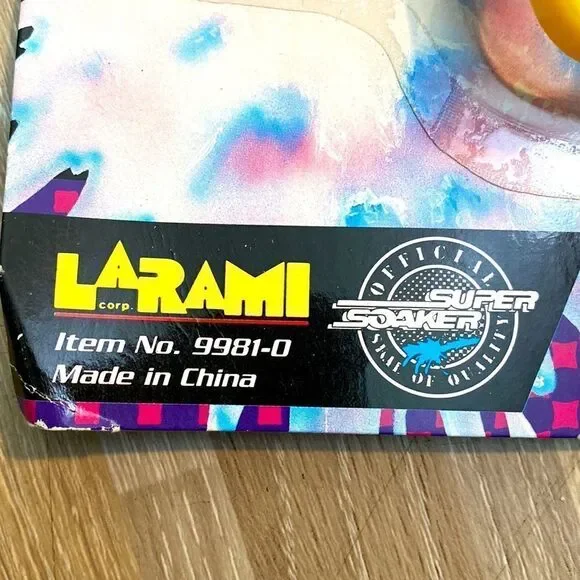 LARAMI
corp.
Item No. 9981-0
Made in China
OFFICIAL
SUPER
SOAKER
SEAL OF QUALITY